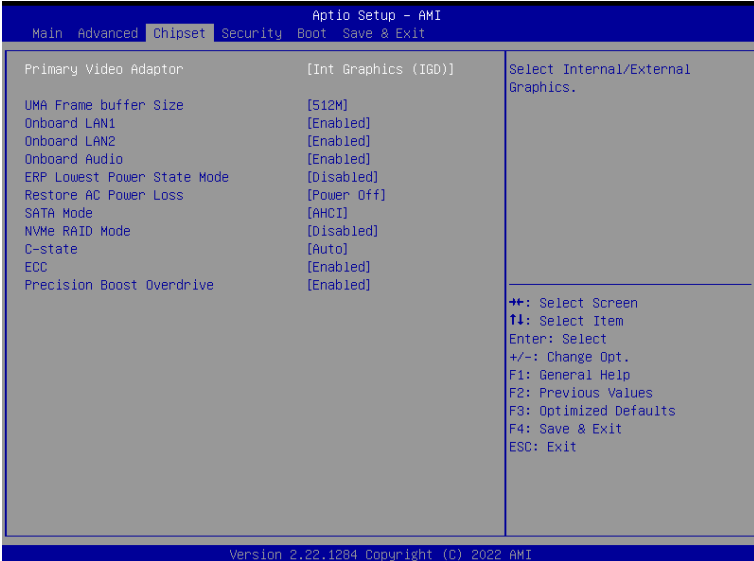 Aptio Setup - AMI
Main Advanced Chipset Security Boot Save & Exit
Primary Video Adaptor [Int Graphics (IGD)]
UMA Frame buffer Size [512M]
Onboard LAN1 [Enabled]
Onboard LAN2 [Enabled]
Onboard Audio [Enabled]
ERP Lowest Power State Mode [Disabled]
Restore AC Power Loss [Power Off]
SATA Mode [AHCI]
NVMe RAID Mode [Disabled]
C-state [Auto]
ECC [Enabled]
Precision Boost Overdrive [Enabled]
Select Internal/External
Graphics.
→←: Select Screen
↑↓: Select Item
Enter: Select
+/-: Change Opt.
F1: General Help
F2: Previous Values
F3: Optimized Defaults
F4: Save & Exit
ESC: Exit
Version 2.22.1284 Copyright (C) 2022 AMI